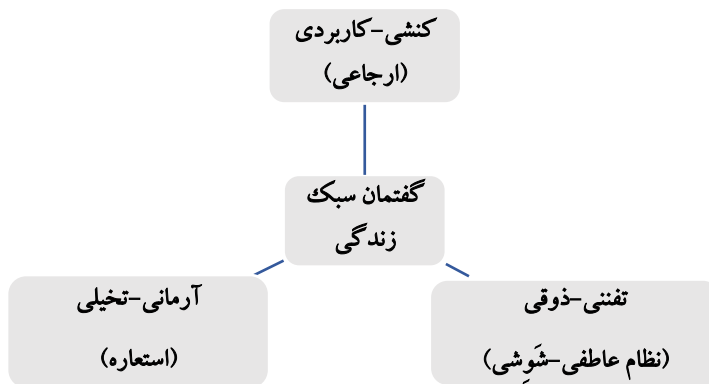 کنشی-کاربردی
(ارجاعی)
گفتمان سبک
زندگی
تفننی-ذوقی
(نظام عاطفی-شَوِشی)
آرمانی-تخیلی
(استعاره)